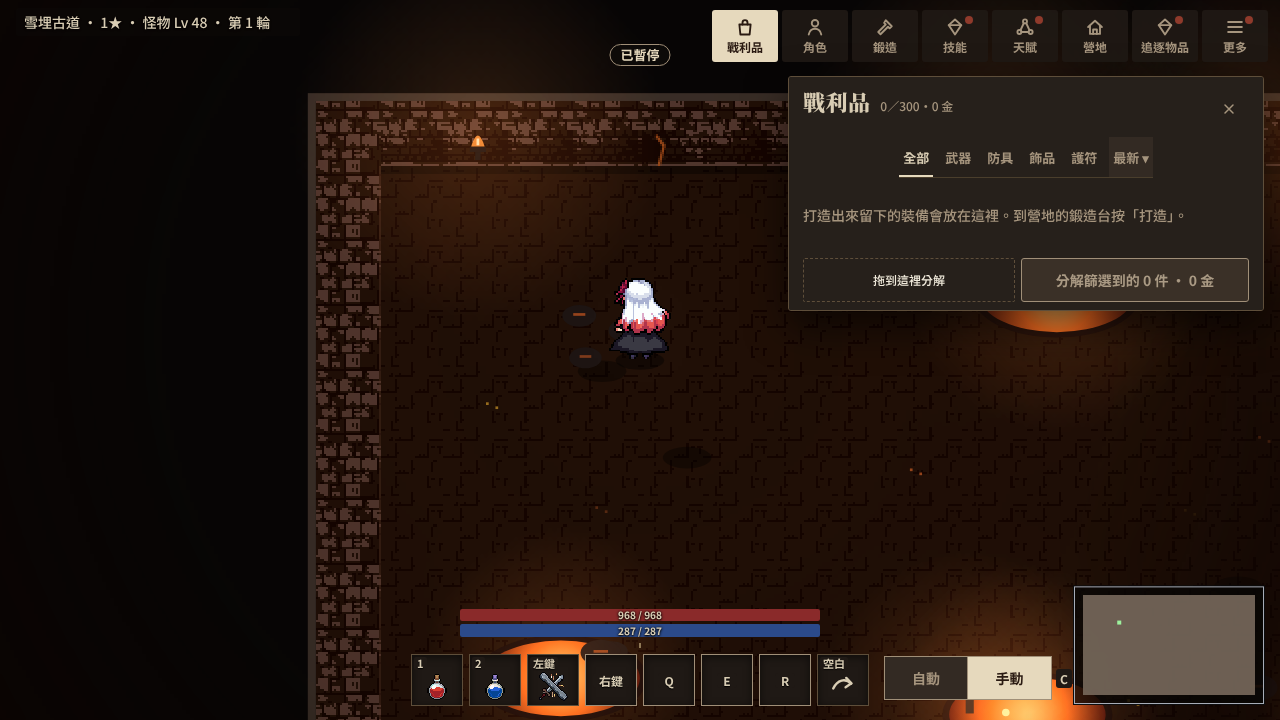 雪埋古道 · 1★ · 怪物 Lv 48 · 第 1 輪
已暫停
戰利品
角色
鍛造
技能
天賦
營地
追逐物品
更多
戰利品 0／300 · 0 金 ×
全部 武器 防具 飾品 護符 最新▾
打造出來留下的裝備會放在這裡。到營地的鍛造台按「打造」。
拖到這裡分解
分解篩選到的 0 件 · 0 金
968 / 968
287 / 287
1
2
左鍵
右鍵
Q
E
R
空白
自動
手動
C